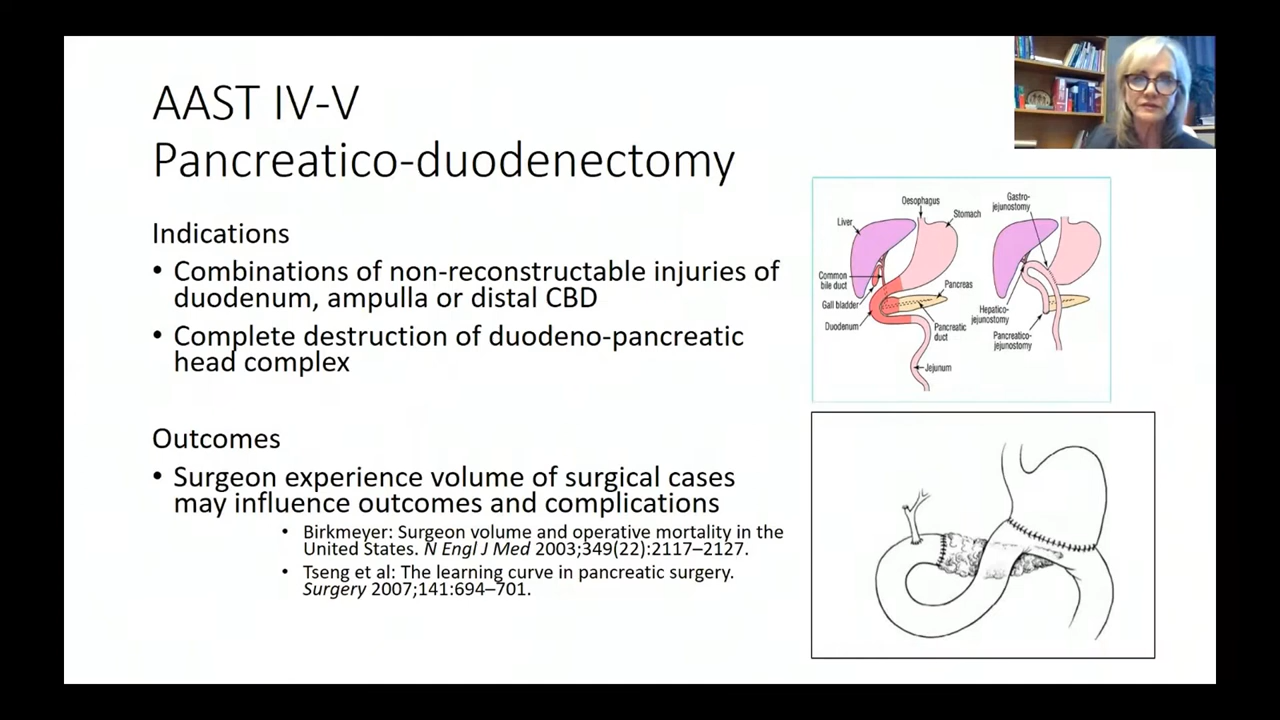 AAST IV-V
Pancreatico-duodenectomy
Indications
• Combinations of non-reconstructable injuries of
duodenum, ampulla or distal CBD
• Complete destruction of duodeno-pancreatic
head complex
Outcomes
• Surgeon experience volume of surgical cases
may influence outcomes and complications
• Birkmeyer: Surgeon volume and operative mortality in the
United States. N Engl J Med 2003;349(22):2117–2127.
• Tseng et al: The learning curve in pancreatic surgery.
Surgery 2007;141:694–701.
Oesophagus
Liver
Stomach
Common
bile duct
Pancreas
Gall bladder
Duodenum
Pancreatic
duct
Jejunum
Gastro-
jejunostomy
Hepatico-
jejunostomy
Pancreatico-
jejunostomy